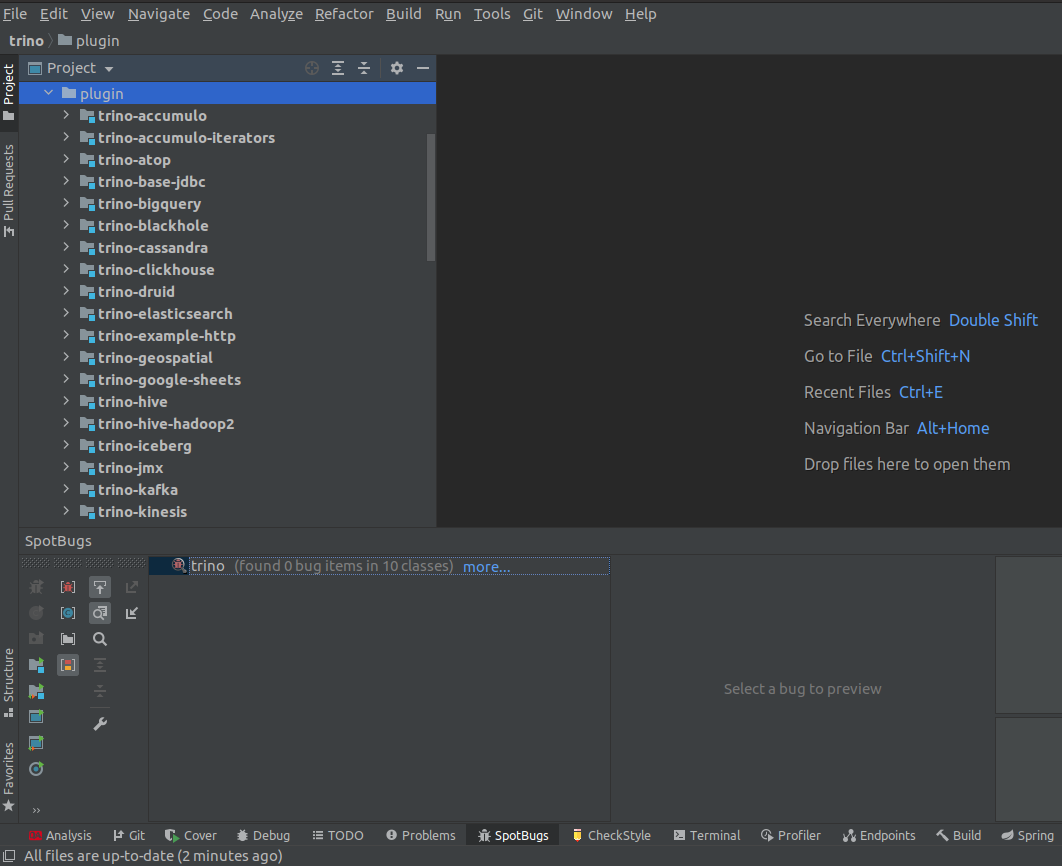 File Edit View Navigate Code Analyze Refactor Build Run Tools Git Window Help
trino plugin
Project
Project
Pull Requests
plugin
trino-accumulo
trino-accumulo-iterators
trino-atop
trino-base-jdbc
trino-bigquery
trino-blackhole
trino-cassandra
trino-clickhouse
trino-druid
trino-elasticsearch
trino-example-http
trino-geospatial
trino-google-sheets
trino-hive
trino-hive-hadoop2
trino-iceberg
trino-jmx
trino-kafka
trino-kinesis
Search Everywhere Double Shift
Go to File Ctrl+Shift+N
Recent Files Ctrl+E
Navigation Bar Alt+Home
Drop files here to open them
SpotBugs
trino (found 0 bug items in 10 classes) more...
Select a bug to preview
Structure
Favorites
Analysis Git Cover Debug TODO Problems SpotBugs CheckStyle Terminal Profiler Endpoints Build Spring
All files are up-to-date (2 minutes ago)